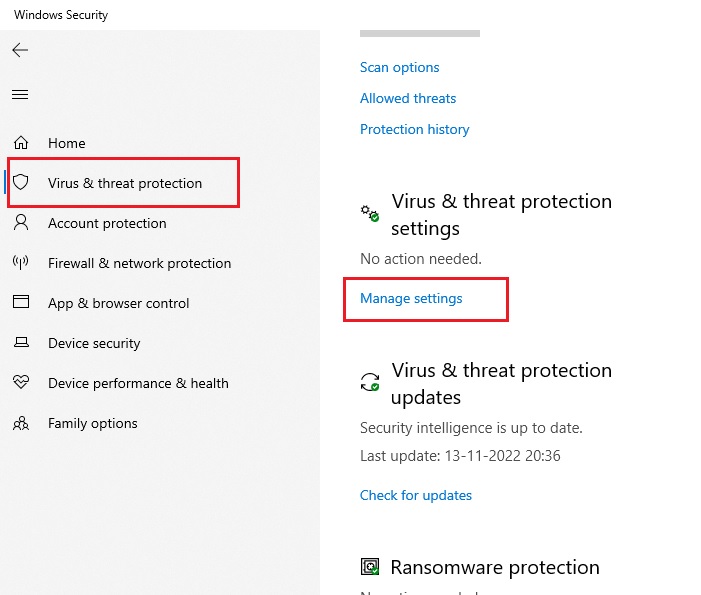 Windows Security
Home
Virus & threat protection
Account protection
Firewall & network protection
App & browser control
Device security
Device performance & health
Family options
Scan options
Allowed threats
Protection history
Virus & threat protection
settings
No action needed.
Manage settings
Virus & threat protection
updates
Security intelligence is up to date.
Last update: 13-11-2022 20:36
Check for updates
Ransomware protection